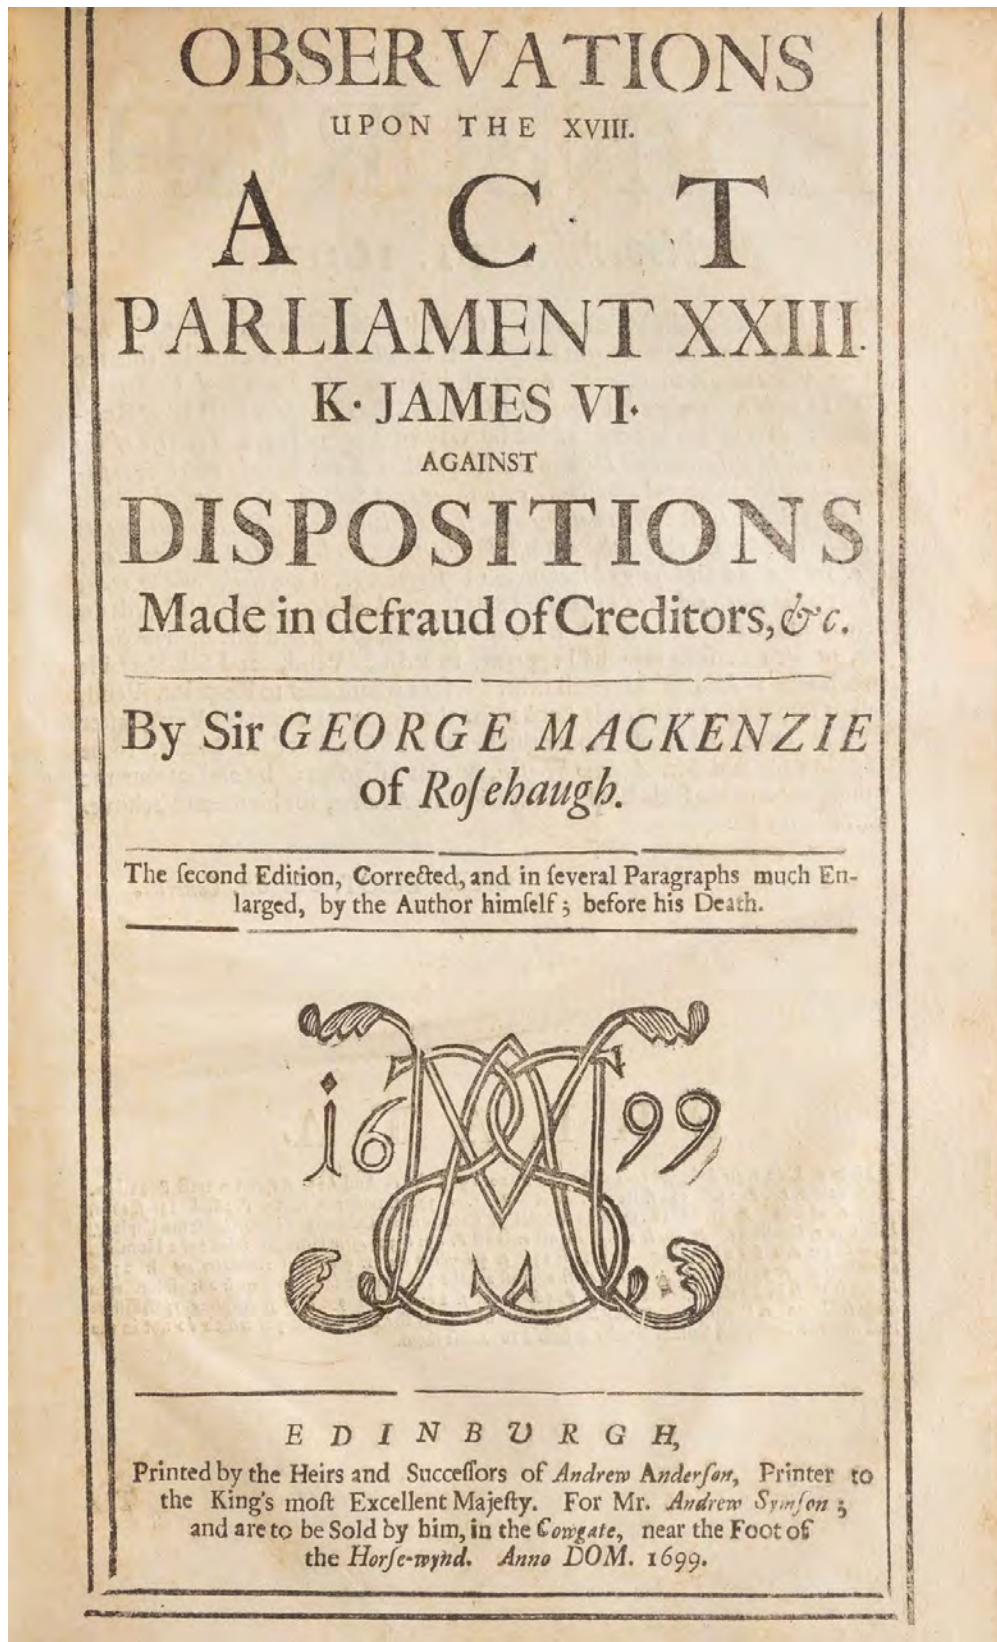 OBSERVATIONS
UPON THE XVIII.
ACT
PARLIAMENT XXIII.
K. JAMES VI.
AGAINST
DISPOSITIONS
Made in defraud of Creditors, &c.
By Sir GEORGE MACKENZIE
of Roſehaugh.
The ſecond Edition, Corrected, and in ſeveral Paragraphs much En-
larged, by the Author himſelf; before his Death.
16 99
EDINBURGH,
Printed by the Heirs and Succeſſors of Andrew Anderſon, Printer to
the King's moſt Excellent Majeſty. For Mr. Andrew Symſon;
and are to be Sold by him, in the Cowgate, near the Foot of
the Horſe-wynd. Anno DOM. 1699.